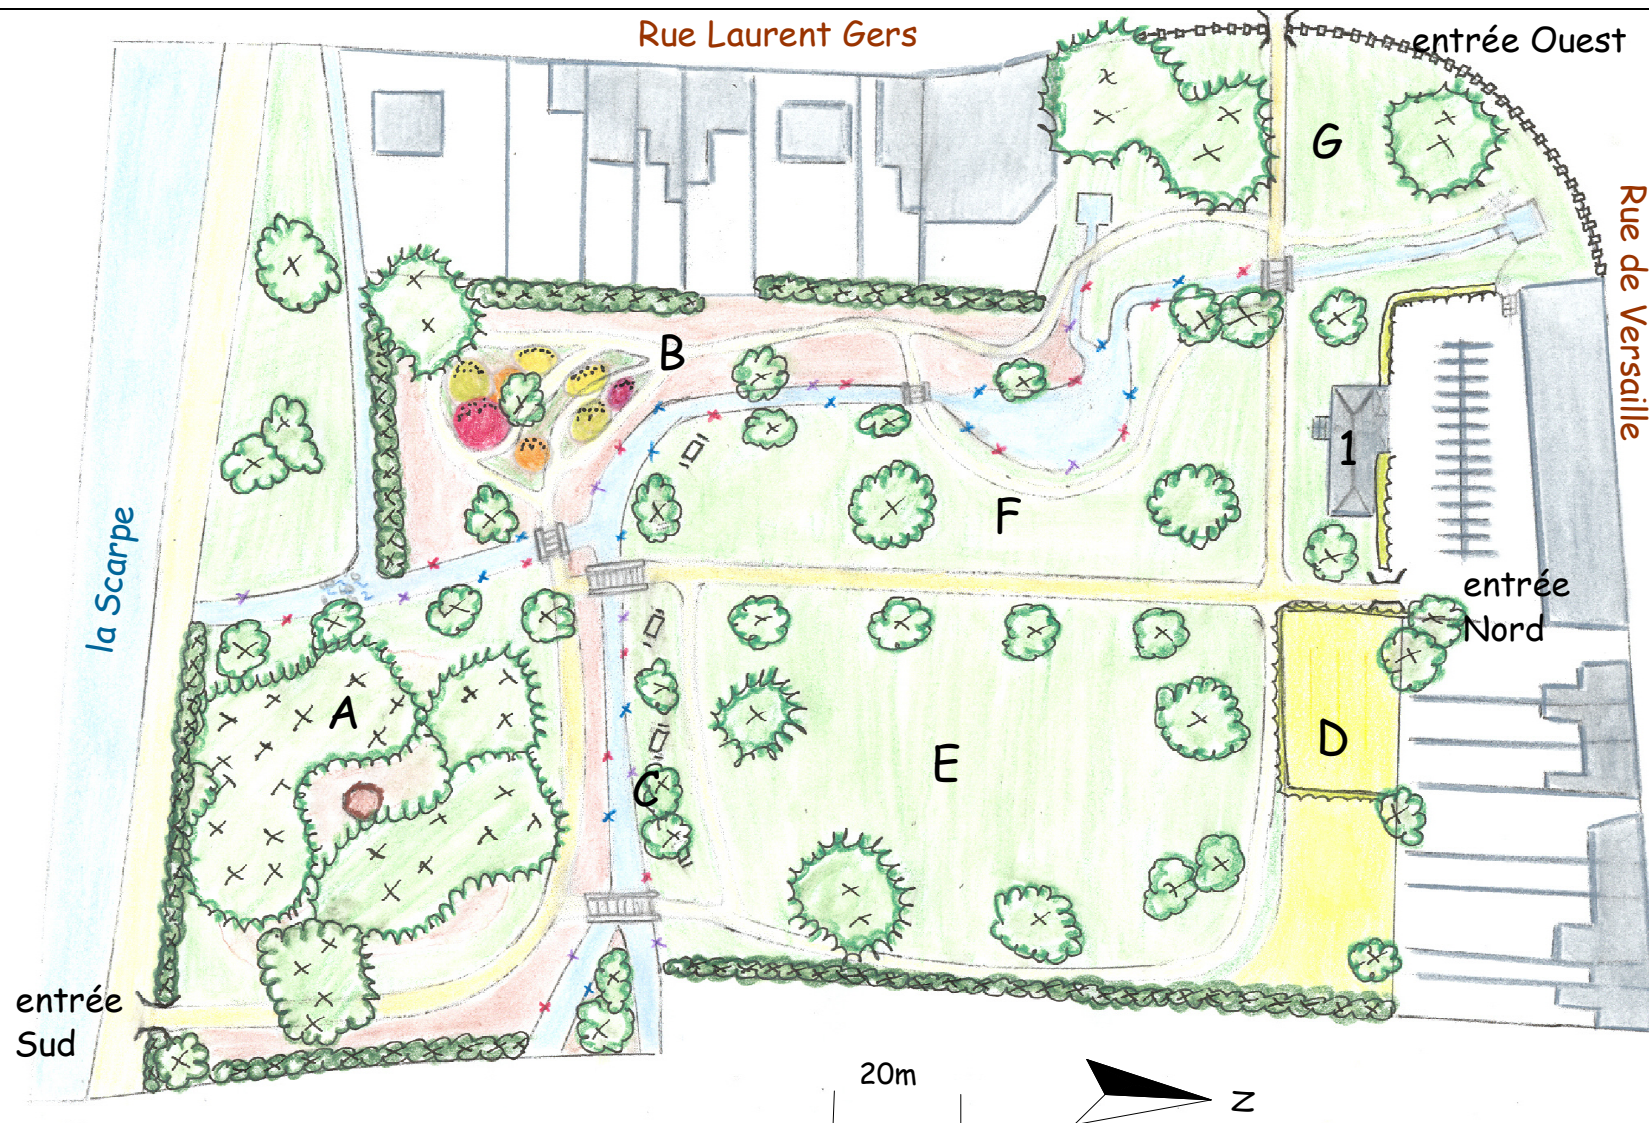 Rue Laurent Gers
entrée Ouest
G
Rue de Versaille
B
1
la Scarpe
F
entrée
Nord
A
D
E
C
entrée
Sud
20m
N